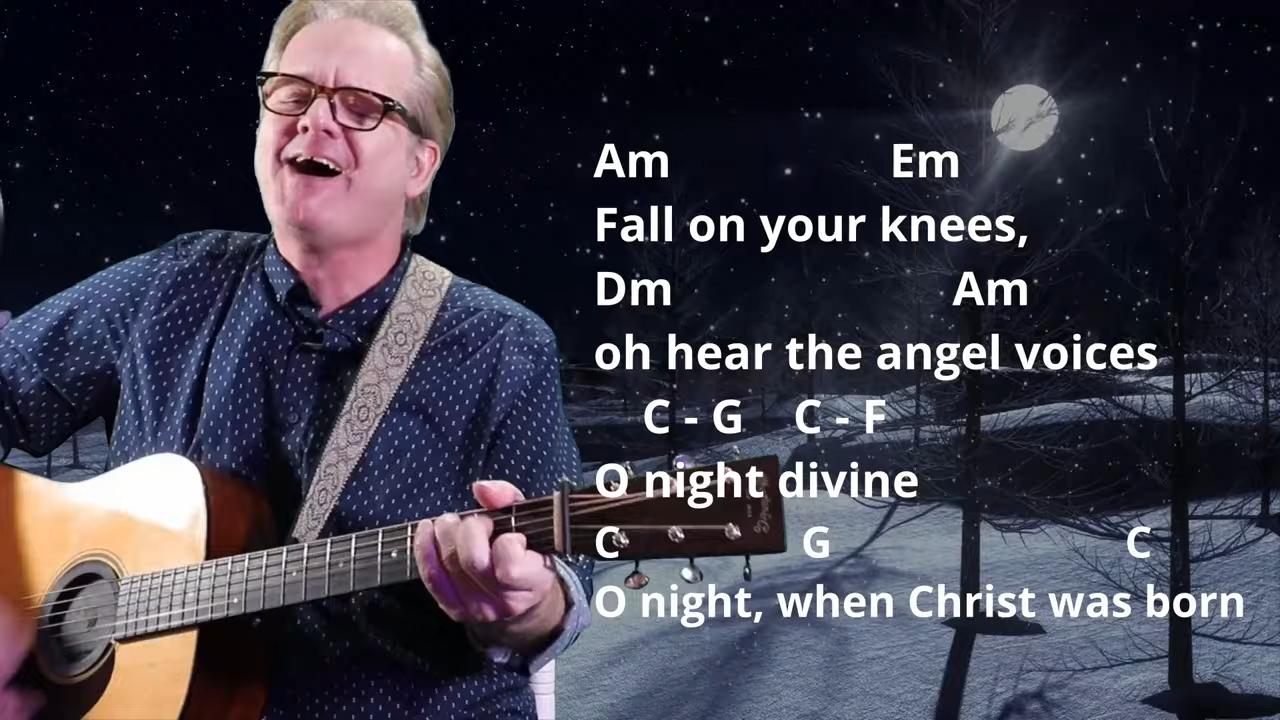 Am Em
Fall on your knees,
Dm Am
oh hear the angel voices
C - G C - F
O night divine
C G C
O night, when Christ was born